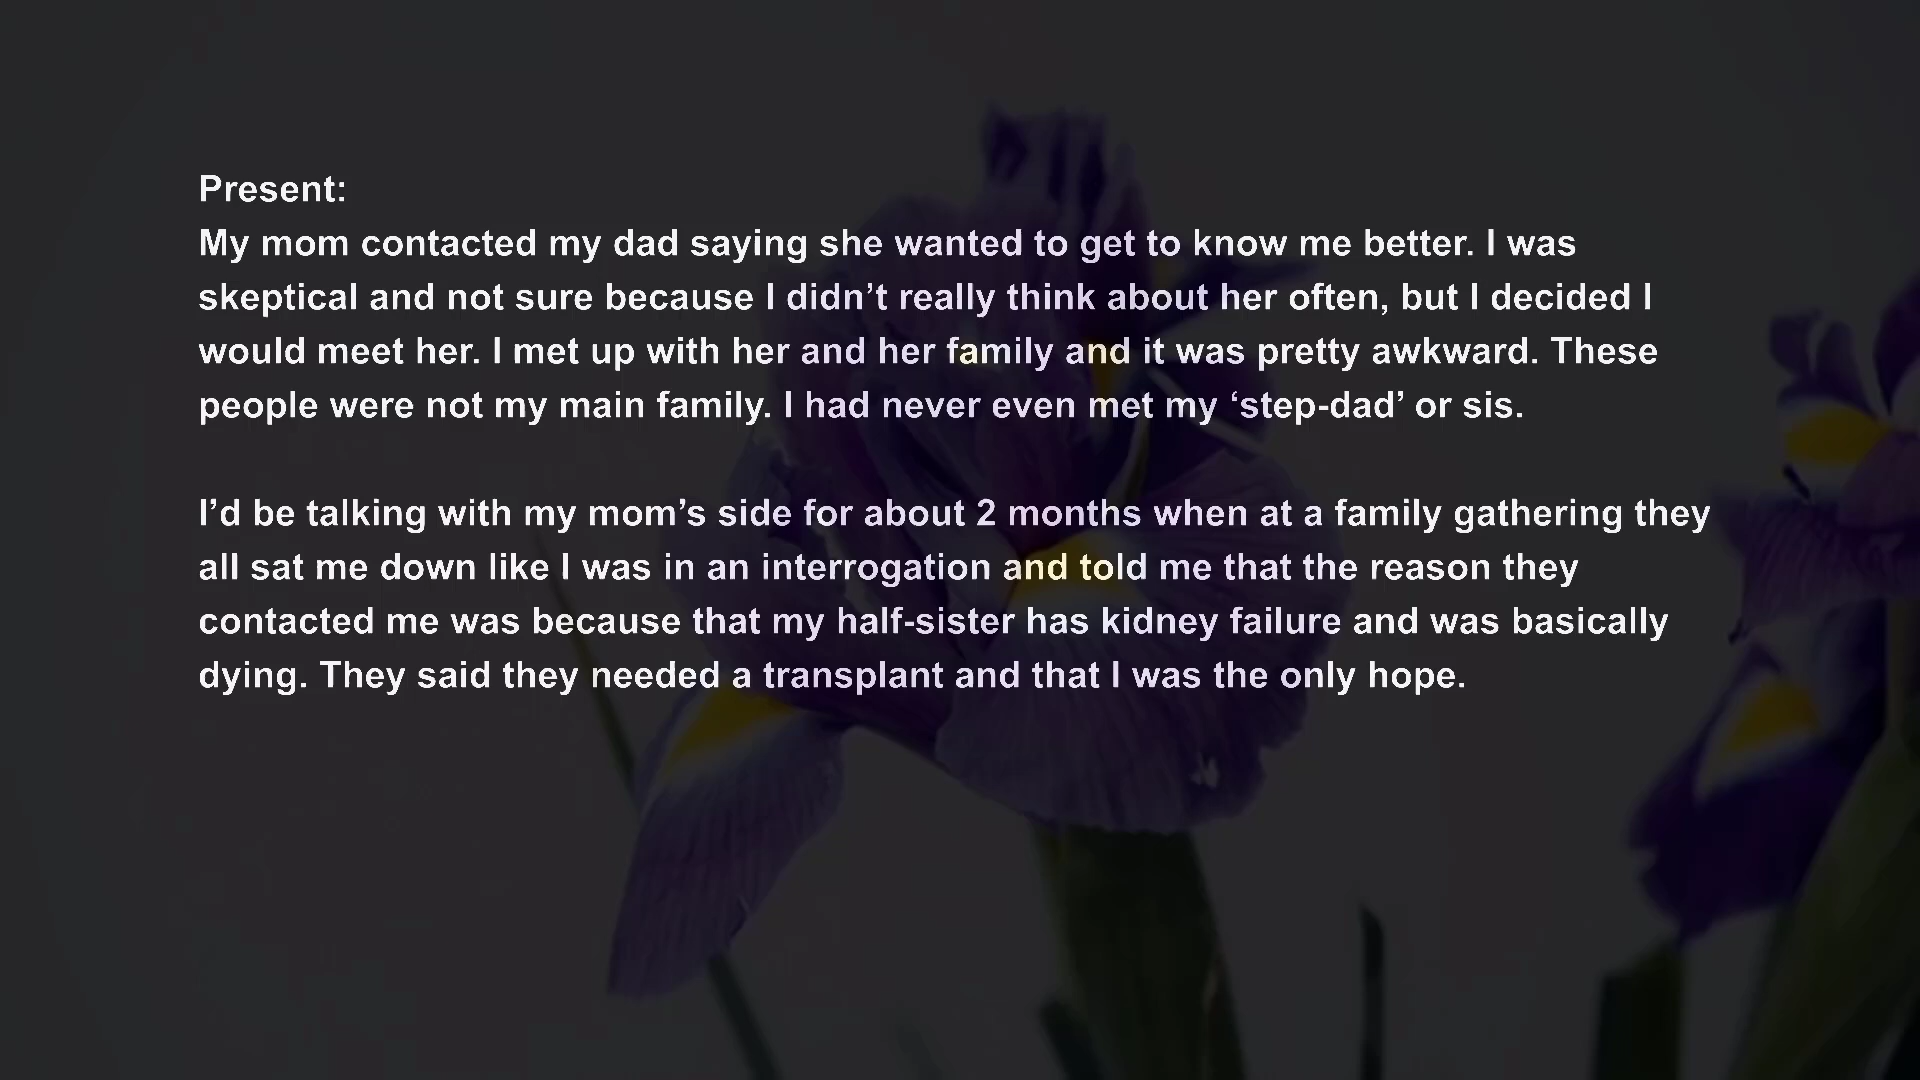 Present:
My mom contacted my dad saying she wanted to get to know me better. I was
skeptical and not sure because I didn’t really think about her often, but I decided I
would meet her. I met up with her and her family and it was pretty awkward. These
people were not my main family. I had never even met my ‘step-dad’ or sis.
I’d be talking with my mom’s side for about 2 months when at a family gathering they
all sat me down like I was in an interrogation and told me that the reason they
contacted me was because that my half-sister has kidney failure and was basically
dying. They said they needed a transplant and that I was the only hope.